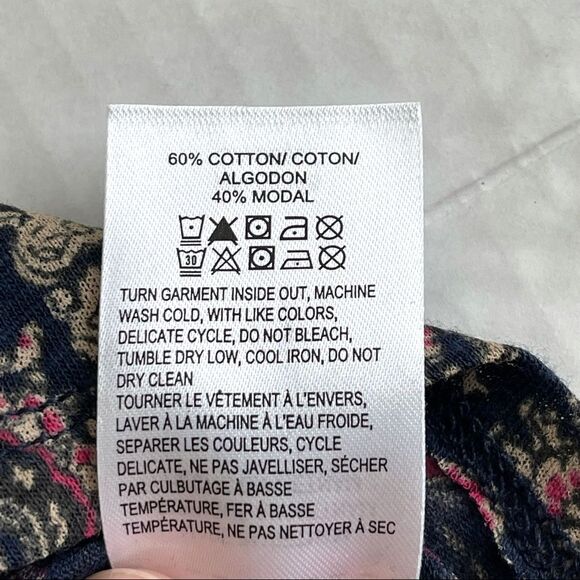 60% COTTON/ COTON/
ALGODON
40% MODAL
30
TURN GARMENT INSIDE OUT, MACHINE
WASH COLD, WITH LIKE COLORS,
DELICATE CYCLE, DO NOT BLEACH,
TUMBLE DRY LOW, COOL IRON, DO NOT
DRY CLEAN
TOURNER LE VÊTEMENT À L'ENVERS,
LAVER À LA MACHINE À L'EAU FROIDE,
SEPARER LES COULEURS, CYCLE
DELICATE, NE PAS JAVELLISER, SÉCHER
PAR CULBUTAGE À BASSE
TEMPÉRATURE, FER À BASSE
TEMPÉRATURE, NE PAS NETTOYER À SEC